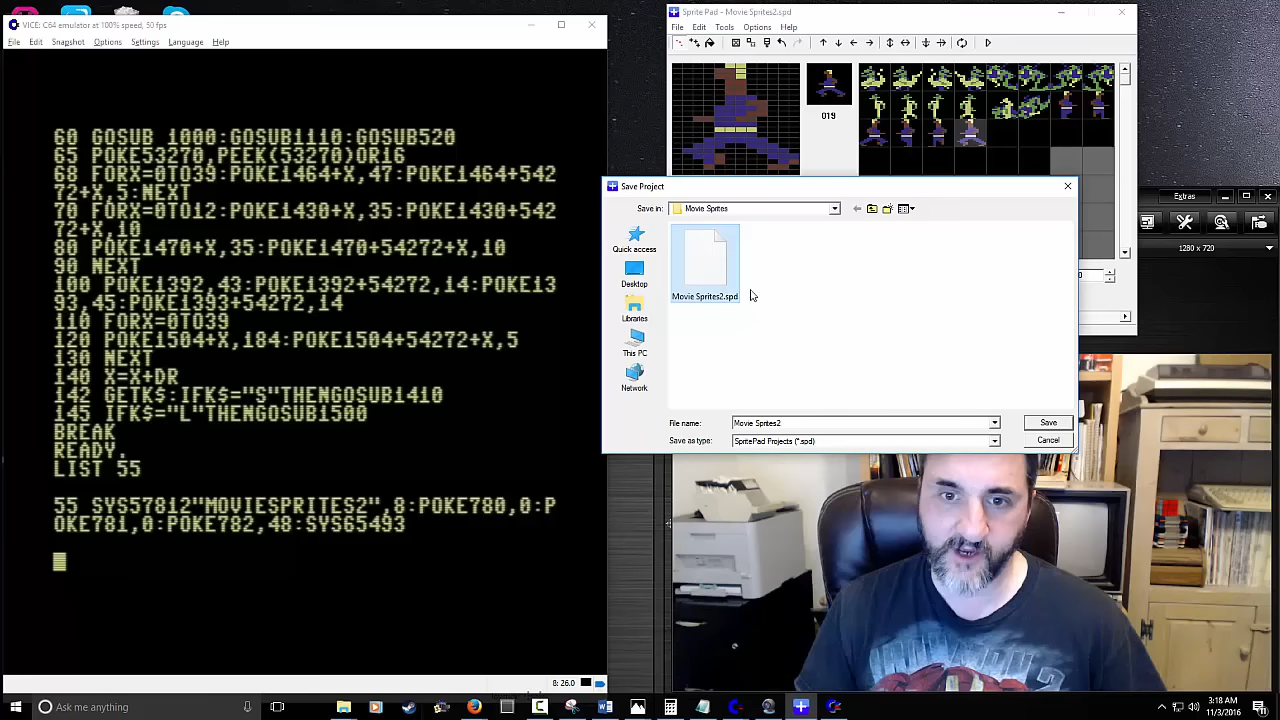 VICE: C64 emulator at 100% speed, 50 fps
File Edit Snapshot Options Settings Language Help
60 GOSUB 1000:GOSUB1110:GOSUB520
65 POKE53270,PEEK(53270)OR16
68 FORX=0TO39:POKE1464+X,47:POKE1464+542
72+X,5:NEXT
70 FORX=0TO12:POKE1430+X,35:POKE1430+542
72+X,10
80 POKE1470+X,35:POKE1470+54272+X,10
90 NEXT
100 POKE1392,43:POKE1392+54272,14:POKE13
93,45:POKE1393+54272,14
110 FORX=0TO39
120 POKE1504+X,184:POKE1504+54272+X,5
130 NEXT
140 X=X+DR
142 GETK$:IFK$="S"THENGOSUB1410
145 IFK$="L"THENGOSUB1500
BREAK
READY.
LIST 55
55 SYS57812"MOVIESPRITES2",8:POKE780,0:P
OKE781,0:POKE782,48:SYS65493
8: 26.0
Sprite Pad - Movie Sprites2.spd
File Edit Tools Options Help
019
Save Project
Save in: Movie Sprites
Quick access
Desktop
Libraries
This PC
Network
Movie Sprites2.spd
File name: Movie Sprites2 Save
Save as type: SpritePad Projects (*.spd) Cancel
Extras
1280 x 720
0
Ask me anything
3:18 AM
11/3/2016